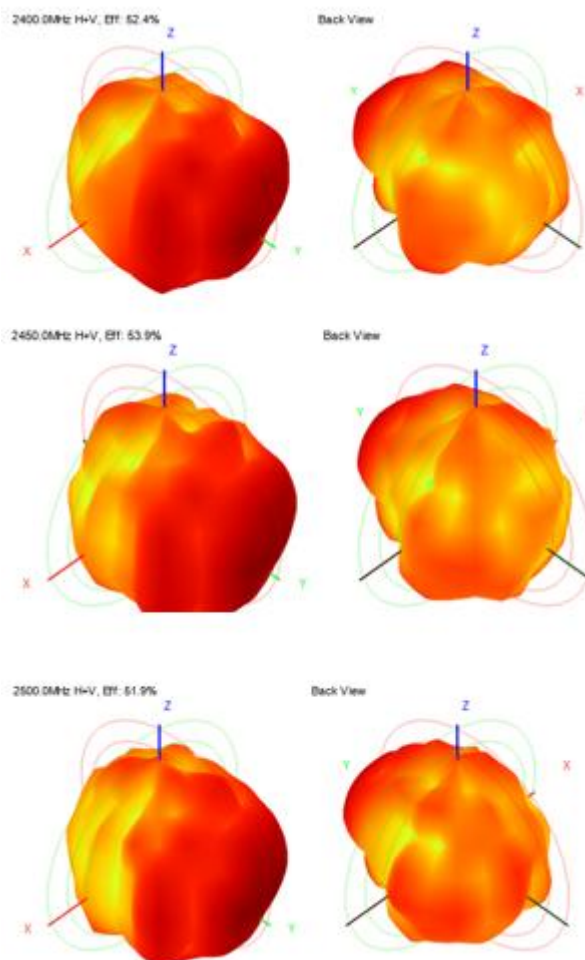 2400.0MHz H+V, Eff: 52.4%
Back View
Z
Z
Y
X
X
Y
2450.0MHz H+V, Eff: 53.9%
Back View
Z
Z
Y
X
Y
2500.0MHz H+V, Eff: 51.9%
Back View
Z
Z
Y
X
X
Y